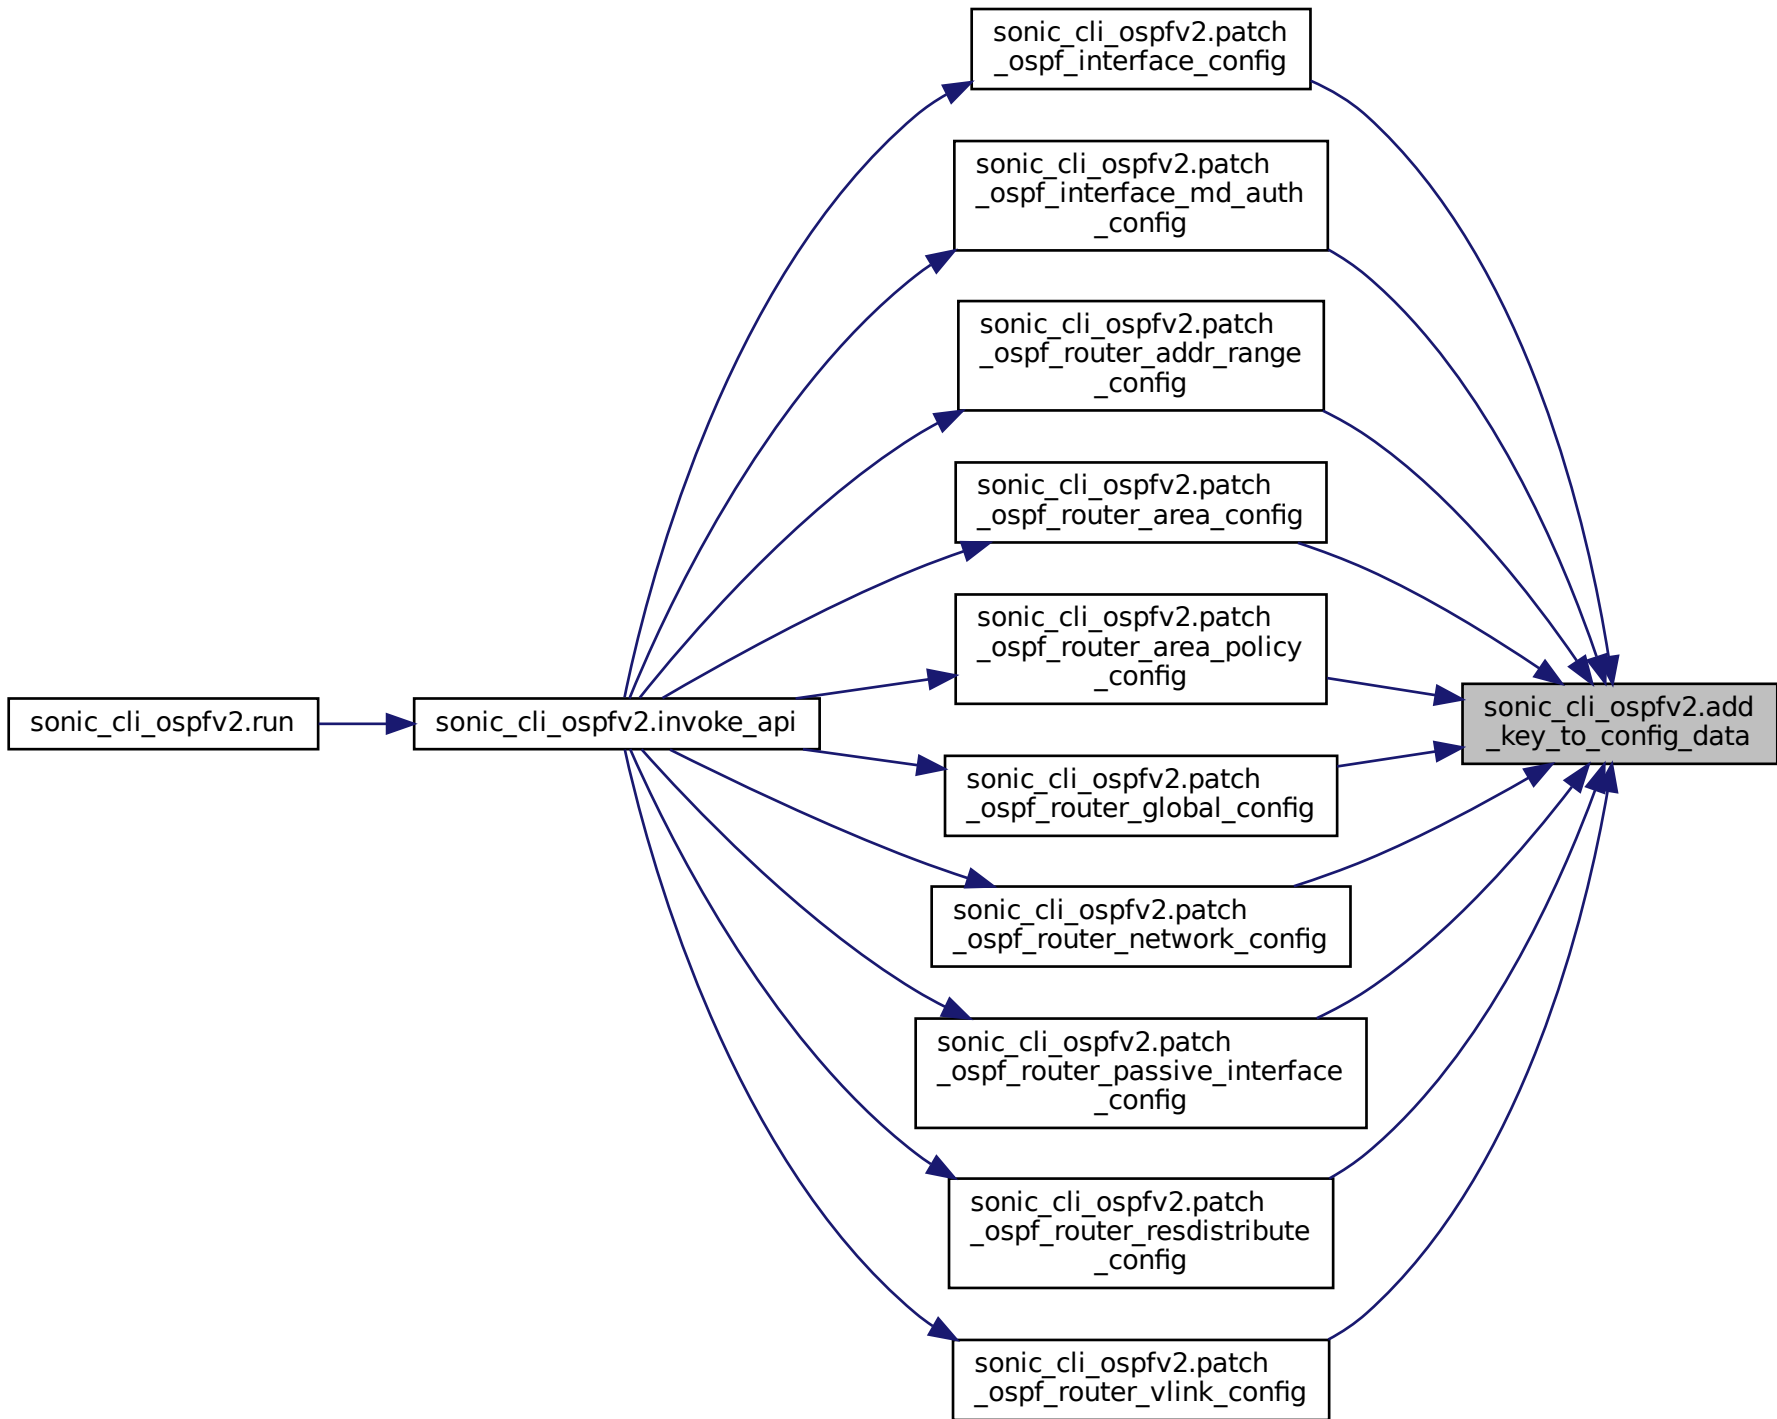 sonic_cli_ospfv2.patch
_ospf_interface_config
sonic_cli_ospfv2.patch
_ospf_interface_md_auth
_config
sonic_cli_ospfv2.patch
_ospf_router_addr_range
_config
sonic_cli_ospfv2.patch
_ospf_router_area_config
sonic_cli_ospfv2.patch
_ospf_router_area_policy
_config
sonic_cli_ospfv2.run
sonic_cli_ospfv2.invoke_api
sonic_cli_ospfv2.add
_key_to_config_data
sonic_cli_ospfv2.patch
_ospf_router_global_config
sonic_cli_ospfv2.patch
_ospf_router_network_config
sonic_cli_ospfv2.patch
_ospf_router_passive_interface
_config
sonic_cli_ospfv2.patch
_ospf_router_resdistribute
_config
sonic_cli_ospfv2.patch
_ospf_router_vlink_config